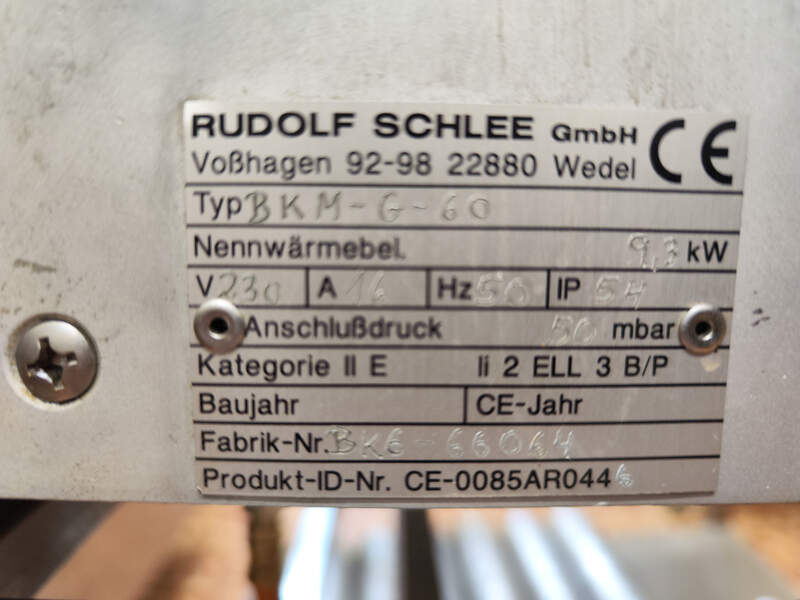 RUDOLF SCHLEE GmbH CE
Voßhagen 92-98 22880 Wedel
Typ BKM-G-60
Nennwärmebel. 9,3 kW
V 230 A 16 Hz 50 IP 54
Anschlußdruck 50 mbar
Kategorie II E Ii 2 ELL 3 B/P
Baujahr CE-Jahr
Fabrik-Nr. BKG-66064
Produkt-ID-Nr. CE-0085AR044